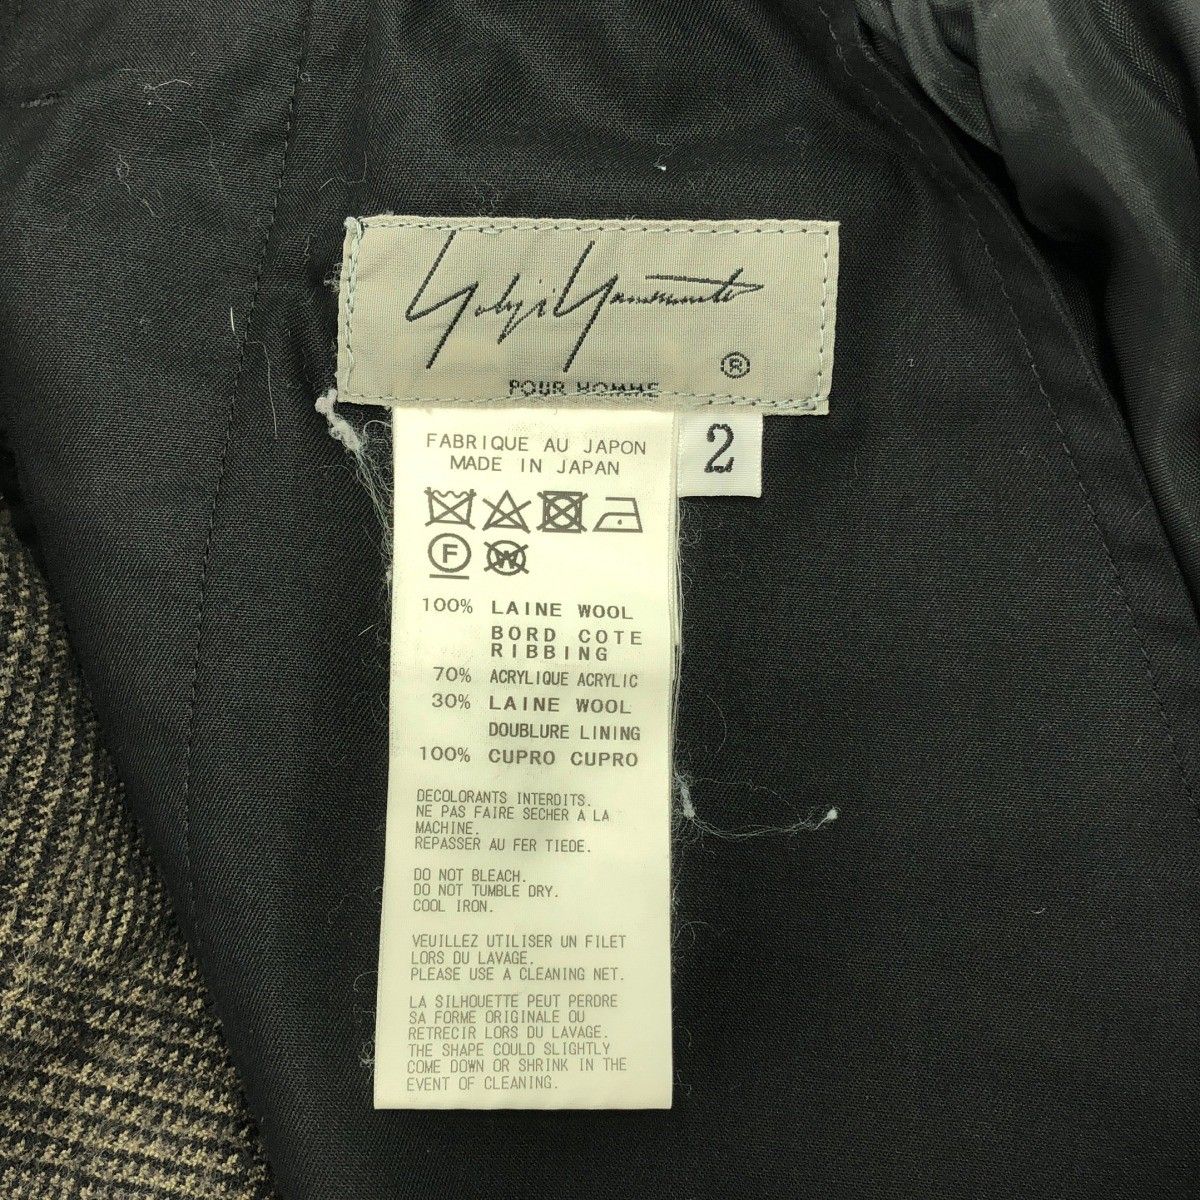 Yohji Yamamoto
®
POUR HOMME
2
FABRIQUE AU JAPON
MADE IN JAPAN
F W
100% LAINE WOOL
BORD COTE
RIBBING
70% ACRYLIQUE ACRYLIC
30% LAINE WOOL
DOUBLURE LINING
100% CUPRO CUPRO
DECOLORANTS INTERDITS.
NE PAS FAIRE SECHER A LA
MACHINE.
REPASSER AU FER TIEDE.
DO NOT BLEACH.
DO NOT TUMBLE DRY.
COOL IRON.
VEUILLEZ UTILISER UN FILET
LORS DU LAVAGE.
PLEASE USE A CLEANING NET.
LA SILHOUETTE PEUT PERDRE
SA FORME ORIGINALE OU
RETRECIR LORS DU LAVAGE.
THE SHAPE COULD SLIGHTLY
COME DOWN OR SHRINK IN THE
EVENT OF CLEANING.